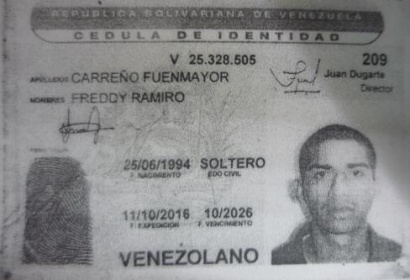 REPUBLICA BOLIVARIANA DE VENEZUELA
CEDULA DE IDENTIDAD
V 25.328.505 209
APELLIDOS CARREÑO FUENMAYOR
Juan Dugarte
Director
NOMBRES FREDDY RAMIRO
25/06/1994 SOLTERO
F. NACIMIENTO EDO CIVIL
11/10/2016 10/2026
F. EXPEDICION F. VENCIMIENTO
VENEZOLANO